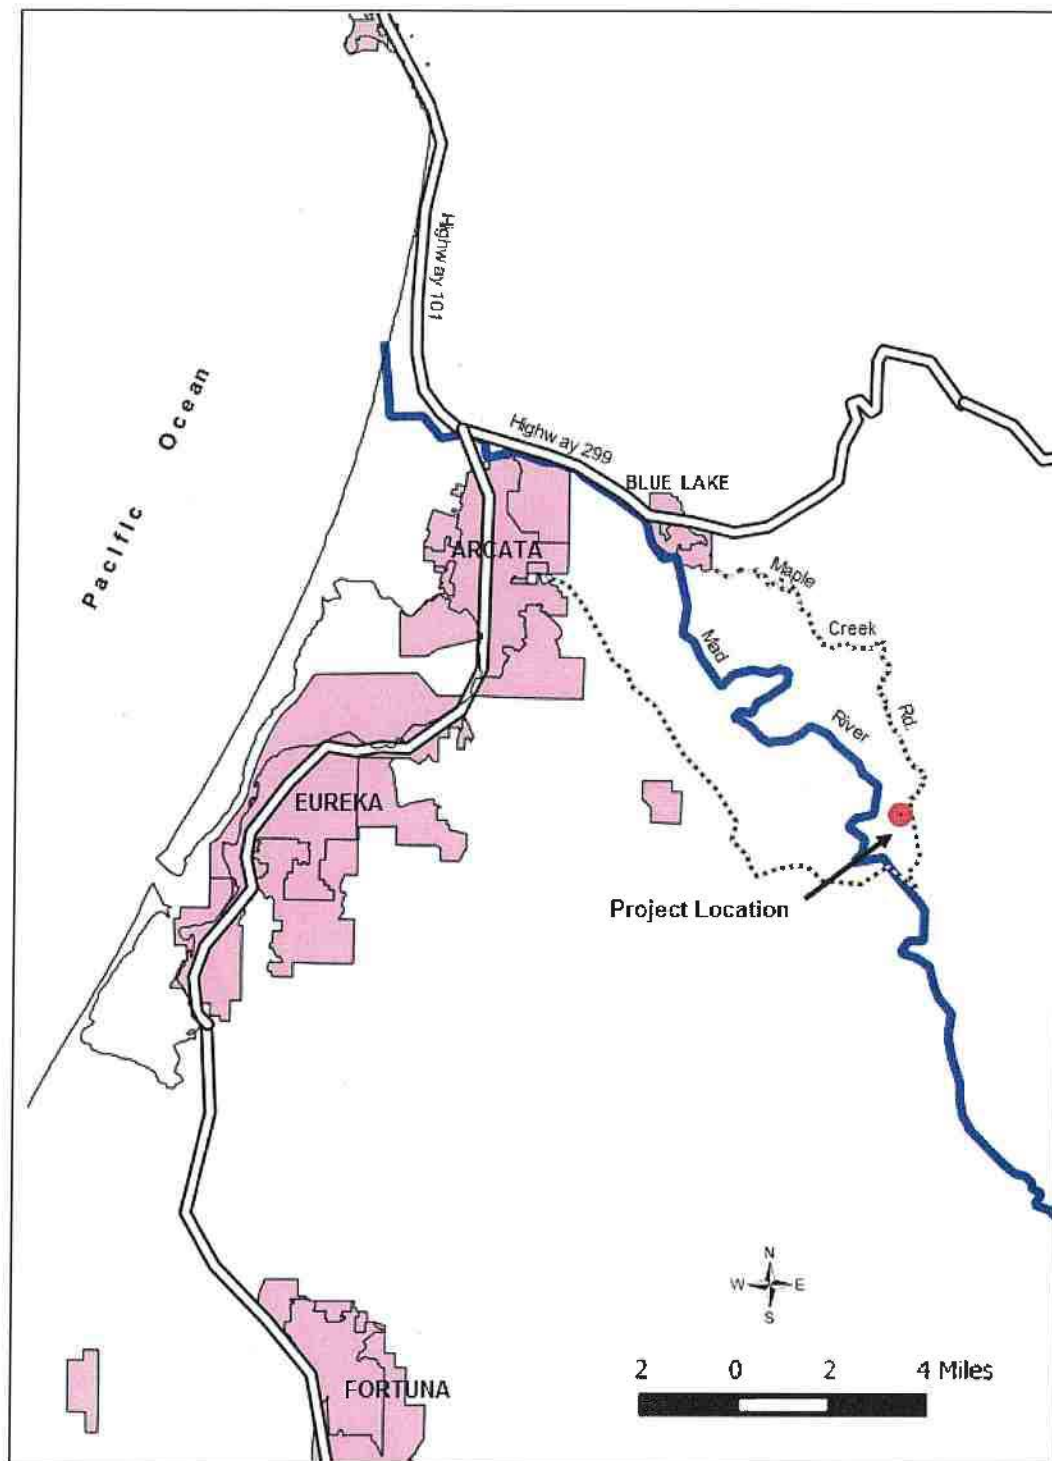 Highway 101
Pacific Ocean
Highway 299
BLUE LAKE
ARCATA
Maple
Creek
Rd.
Mad
River
EUREKA
Project Location
N
W E
S
2 0 2 4 Miles
FORTUNA